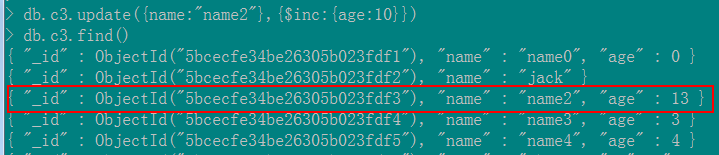 > db.c3.update({name:"name2"},{$inc:{age:10}})
> db.c3.find()
{ "_id" : ObjectId("5bcecfe34be26305b023fdf1"), "name" : "name0", "age" : 0 }
{ "_id" : ObjectId("5bcecfe34be26305b023fdf2"), "name" : "jack" }
{ "_id" : ObjectId("5bcecfe34be26305b023fdf3"), "name" : "name2", "age" : 13 }
{ "_id" : ObjectId("5bcecfe34be26305b023fdf4"), "name" : "name3", "age" : 3 }
{ "_id" : ObjectId("5bcecfe34be26305b023fdf5"), "name" : "name4", "age" : 4 }